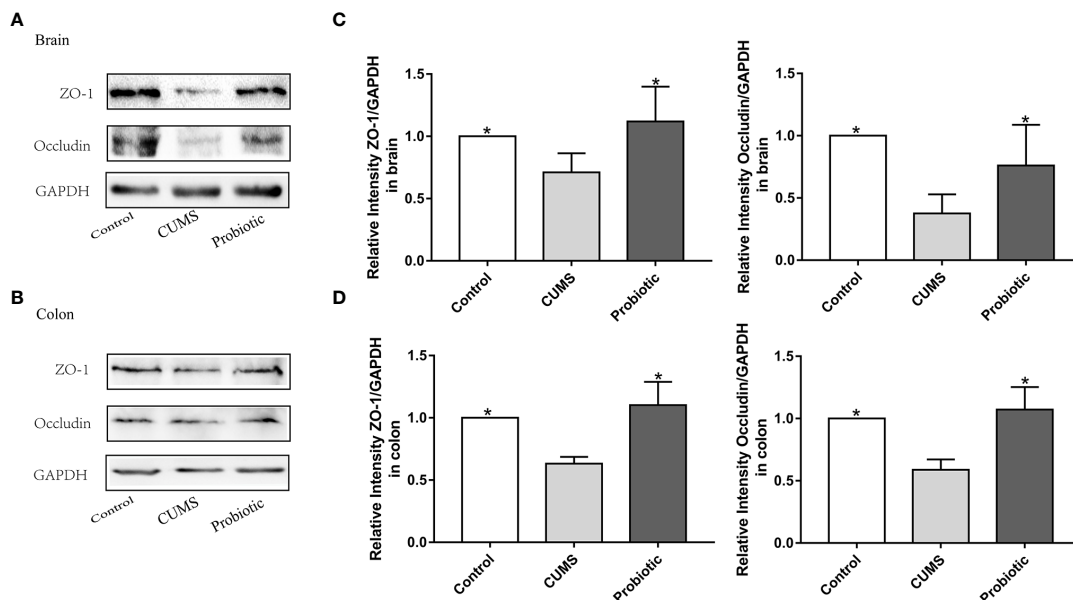 A
Brain
ZO-1
Occludin
GAPDH
Control
CUMS
Probiotic
B
Colon
ZO-1
Occludin
GAPDH
Control
CUMS
Probiotic
C
Relative Intensity ZO-1/GAPDH
in brain
1.5
1.0
0.5
0.0
*
*
Control
CUMS
Probiotic
Relative Intensity Occludin/GAPDH
in brain
1.5
1.0
0.5
0.0
*
*
Control
CUMS
Probiotic
D
Relative Intensity ZO-1/GAPDH
in colon
1.5
1.0
0.5
0.0
*
*
Control
CUMS
Probiotic
Relative Intensity Occludin/GAPDH
in colon
1.5
1.0
0.5
0.0
*
*
Control
CUMS
Probiotic